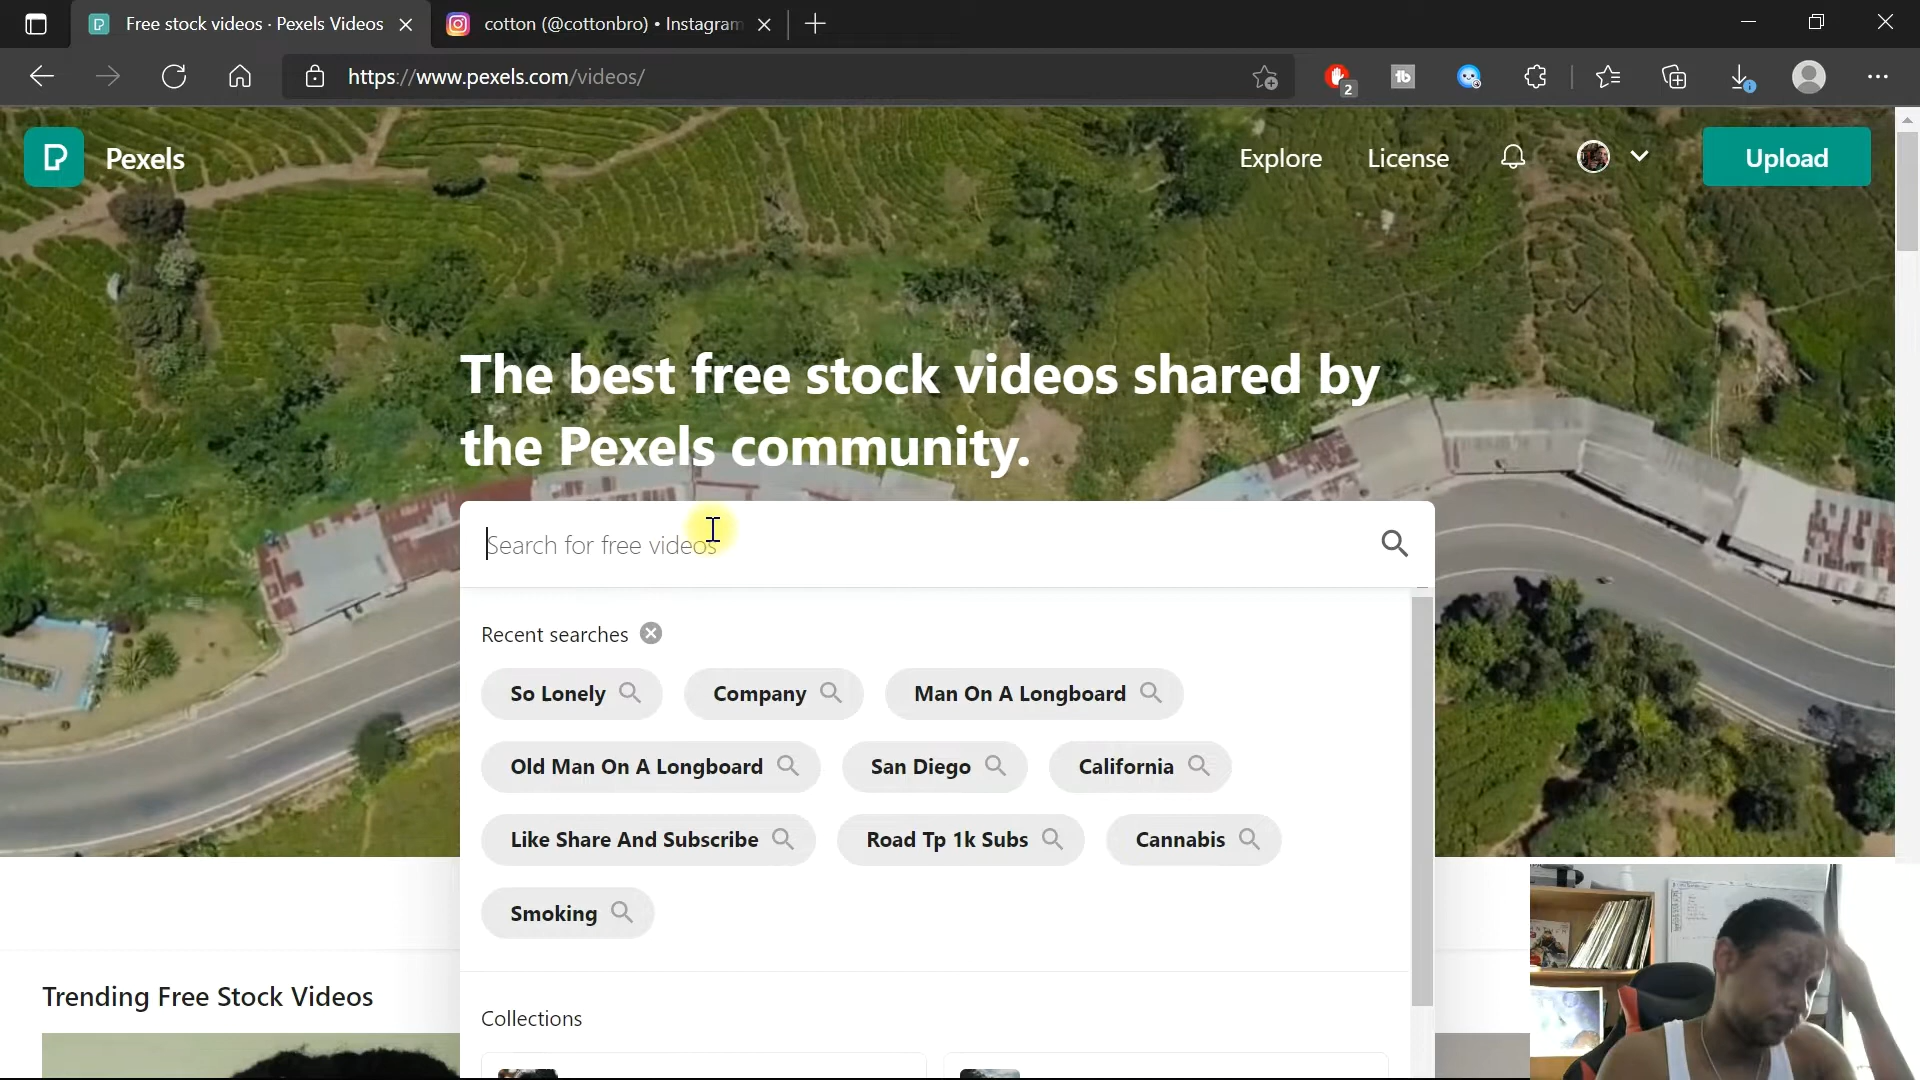 Free stock videos · Pexels Videos
cotton (@cottonbro) • Instagram
https://www.pexels.com/videos/
2
Pexels
Explore
License
Upload
The best free stock videos shared by
the Pexels community.
Search for free videos
Recent searches
So Lonely
Company
Man On A Longboard
Old Man On A Longboard
San Diego
California
Like Share And Subscribe
Road Tp 1k Subs
Cannabis
Smoking
Trending Free Stock Videos
Collections